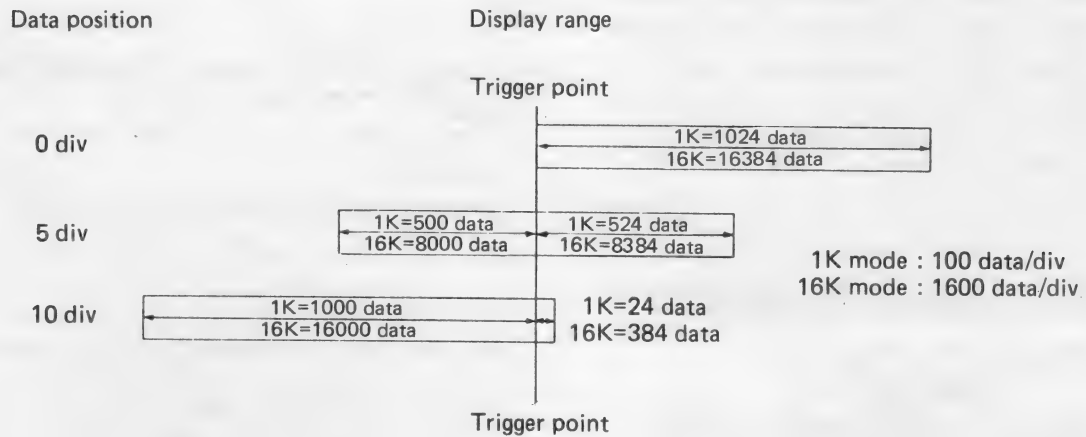 Data position
Display range
Trigger point
0 div
1K=1024 data
16K=16384 data
5 div
1K=500 data
1K=524 data
16K=8000 data
16K=8384 data
1K mode : 100 data/div
16K mode : 1600 data/div
10 div
1K=1000 data
1K=24 data
16K=16000 data
16K=384 data
Trigger point